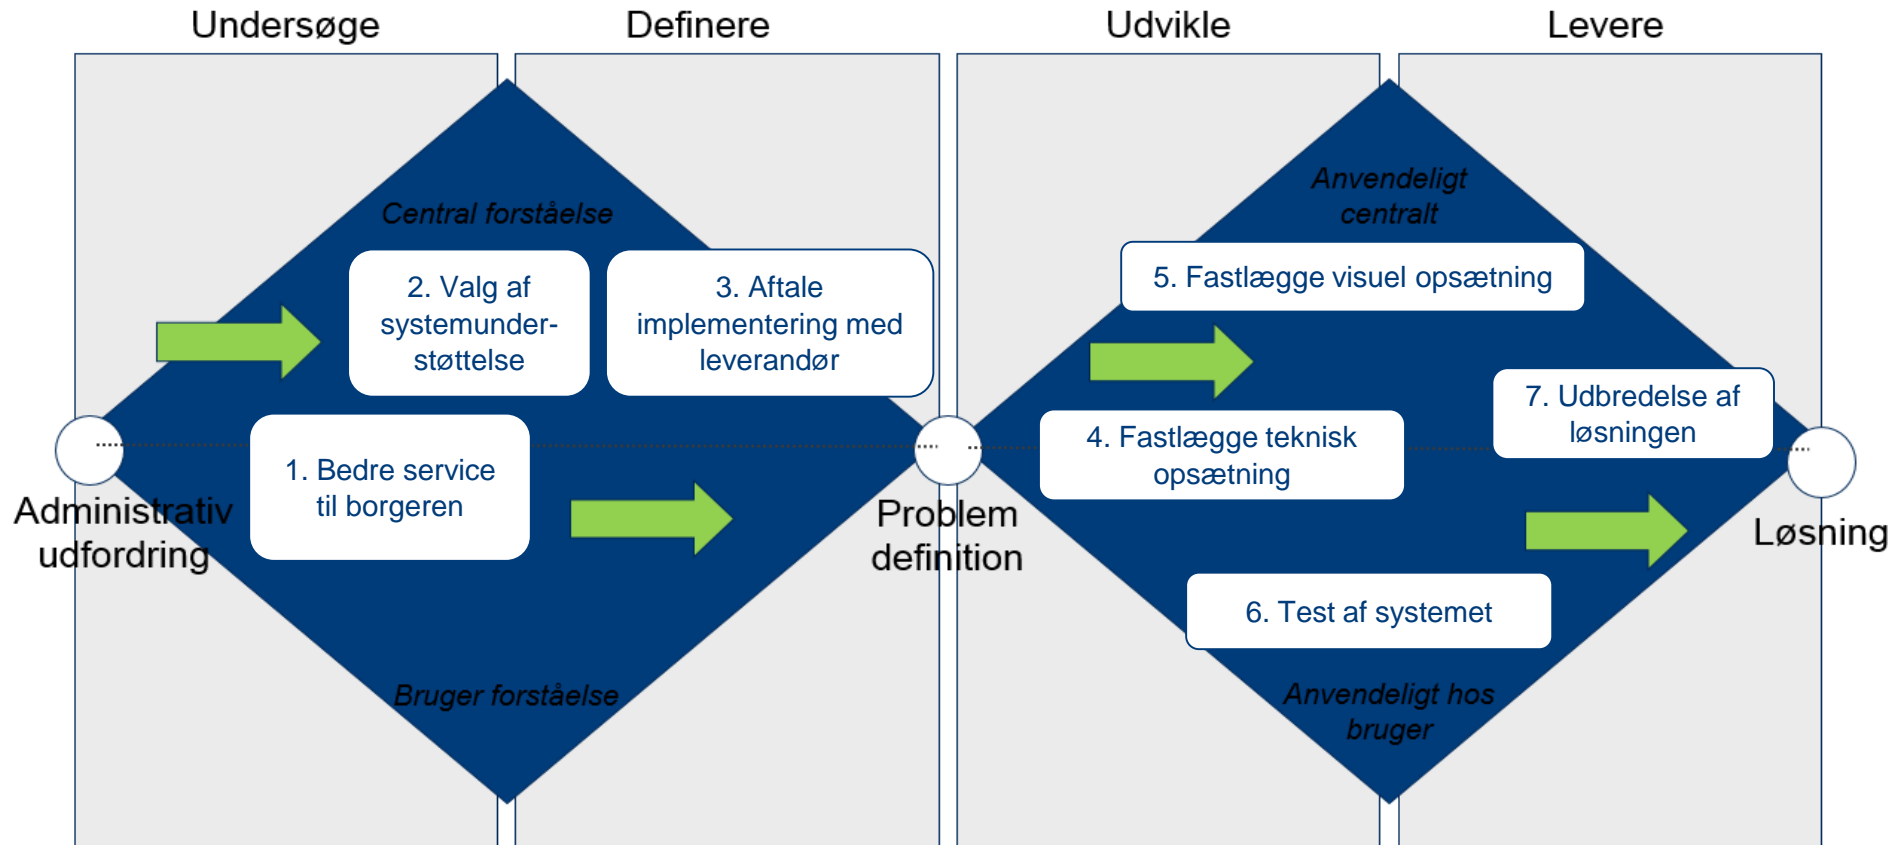 Undersøge
Definere
Udvikle
Levere
Central forståelse
2. Valg af
systemunder-
støttelse
3. Aftale
implementering med
leverandør
1. Bedre service
til borgeren
Administrativ
udfordring
Bruger forståelse
Problem
definition
Anvendeligt
centralt
5. Fastlægge visuel opsætning
4. Fastlægge teknisk
opsætning
7. Udbredelse af
løsningen
6. Test af systemet
Anvendeligt hos
bruger
Løsning